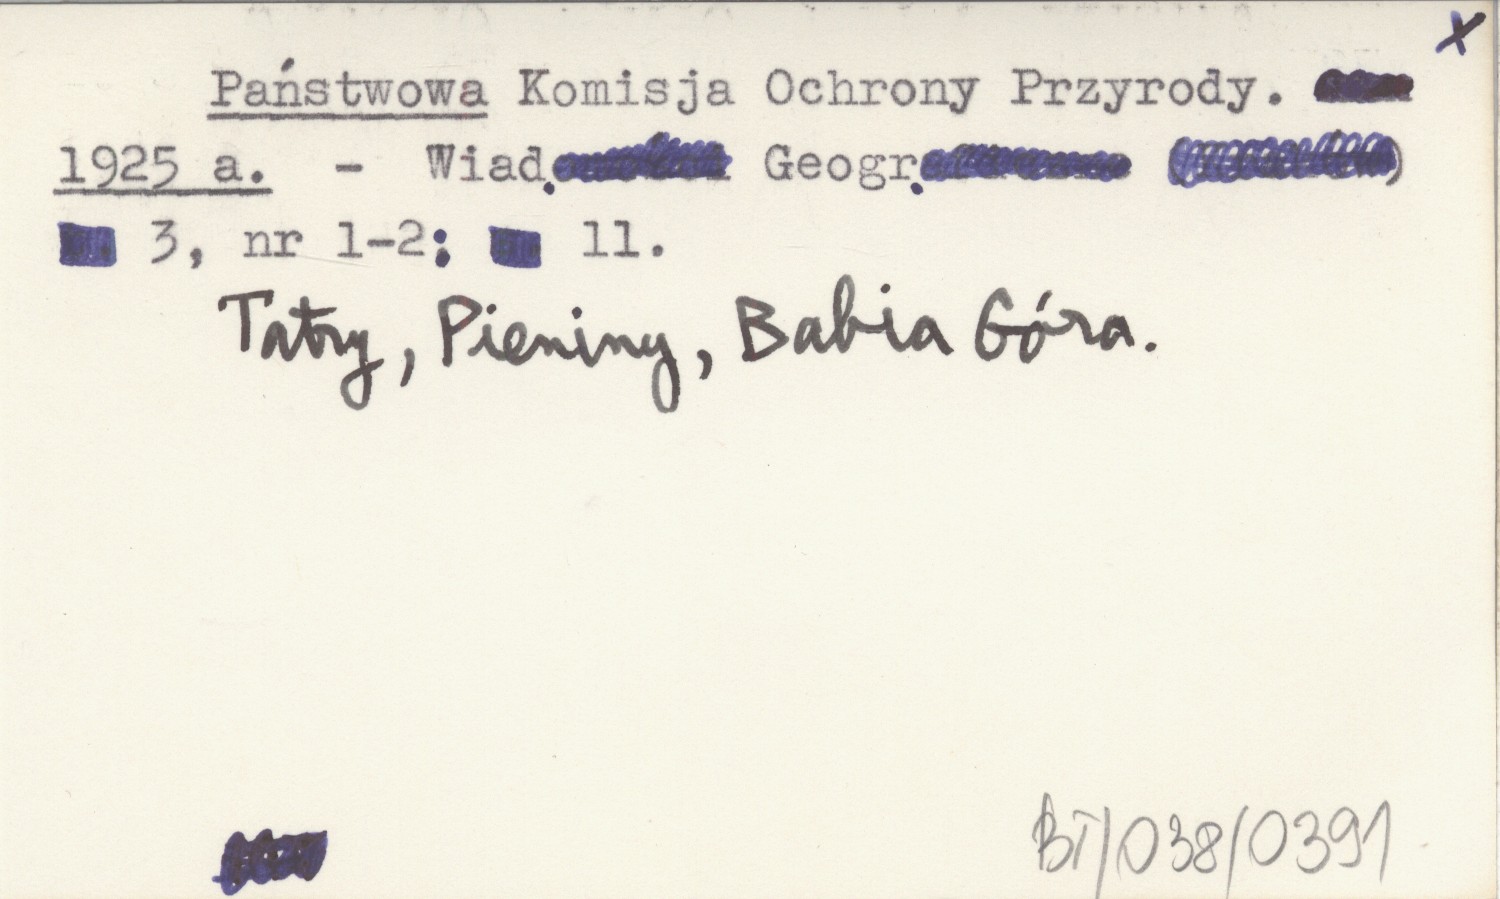 x
Państwowa Komisja Ochrony Przyrody.
1925 a. - Wiad. Geogr. )
3, nr 1-2; 11.
Tatry, Pieniny, Babia Góra.
BT/038/0391